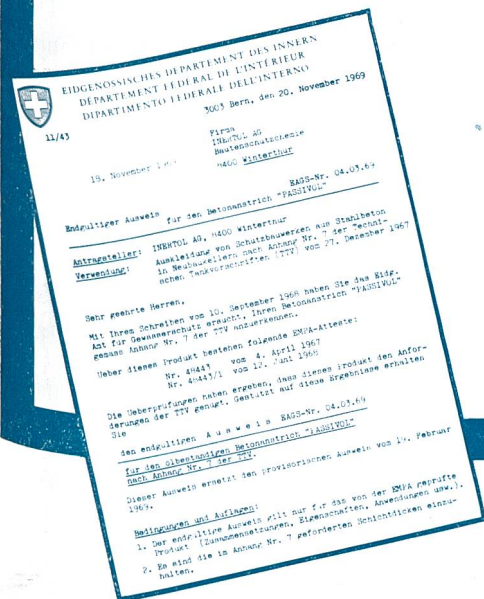 EIDGENÖSSISCHES DEPARTEMENT DES INNERN
DÉPARTEMENT FÉDÉRAL DE L'INTÉRIEUR
DIPARTIMENTO FEDERALE DELL'INTERNO
3003 Bern, den 20. November 1969
11/43
Firma
INERTOL AG
Bautenschutzchemie
8400 Winterthur
18. November
EAGS-Nr. 04.03.69
Endgültiger Ausweis für den Betonanstrich "PASSIVOL"
Antragsteller: INERTOL AG, 8400 Winterthur
Verwendung: Auskleidung von Schutzbauwerken aus Stahlbeton
in Neubaukellern nach Anhang Nr. 7 der Techni-
schen Tankvorschriften (TTV) vom 27. Dezember 1967
Sehr geehrte Herren,
Mit Ihrem Schreiben vom 10. September 1968 haben Sie das Eidg.
Amt für Gewässerschutz ersucht, Ihren Betonanstrich "PASSIVOL"
gemäss Anhang Nr. 7 der TTV anzuerkennen.
Ueber dieses Produkt bestehen folgende EMPA-Atteste:
Nr. 48443 vom 4. April 1967
Nr. 48443/1 vom 12. Juni 1968
Die Ueberprüfungen haben ergeben, dass dieses Produkt den Anfor-
derungen der TTV genügt. Gestützt auf diese Ergebnisse erhalten
Sie
den endgültigen A u s w e i s EAGS-Nr. 04.03.69
für den ölbeständigen Betonanstrich "PASSIVOL"
nach Anhang Nr. 7 der TTV.
Dieser Ausweis ersetzt den provisorischen Ausweis vom 19. Februar
1969.
Bedingungen und Auflagen:
1. Der endgültige Ausweis gilt nur für das von der EMPA geprüfte
Produkt (Zusammensetzungen, Eigenschaften, Anwendungen usw.).
2. Es sind die im Anhang Nr. 7 geforderten Schichtdicken einzu-
halten.